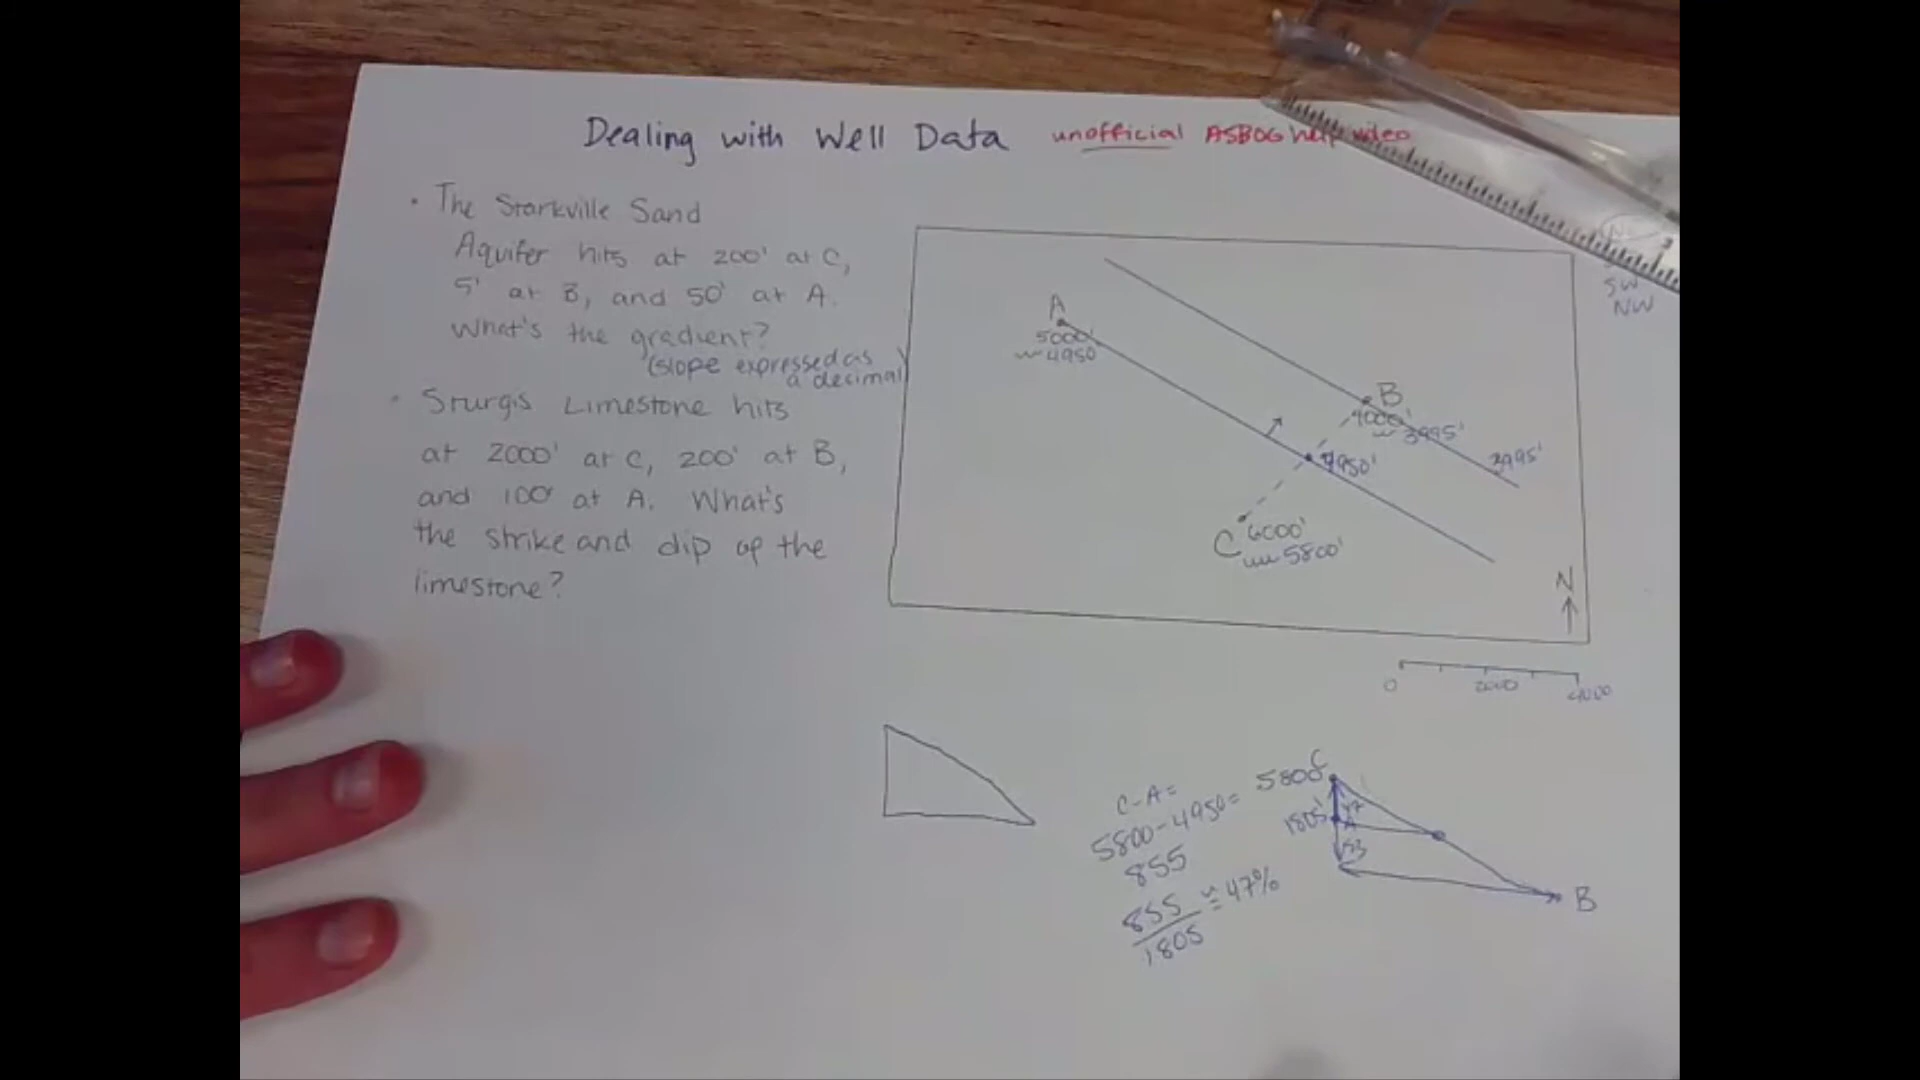 Dealing with Well Data unofficial ASBOG help video
• The Starkville Sand
Aquifer hits at 200' at C,
5' at B, and 50' at A.
What's the gradient?
(slope expressed as
a decimal)
• Sturgis Limestone hits
at 2000' at C, 200' at B,
and 100' at A. What's
the strike and dip of the
limestone?
SW
NW
A
5000'
4950
B
4000'
3995'
3995'
4950'
C 6000'
5800'
N
0 2000 4000
C-A=
5800-4950=
855
855
1805
≈47%
5800
1805'
47
53
B